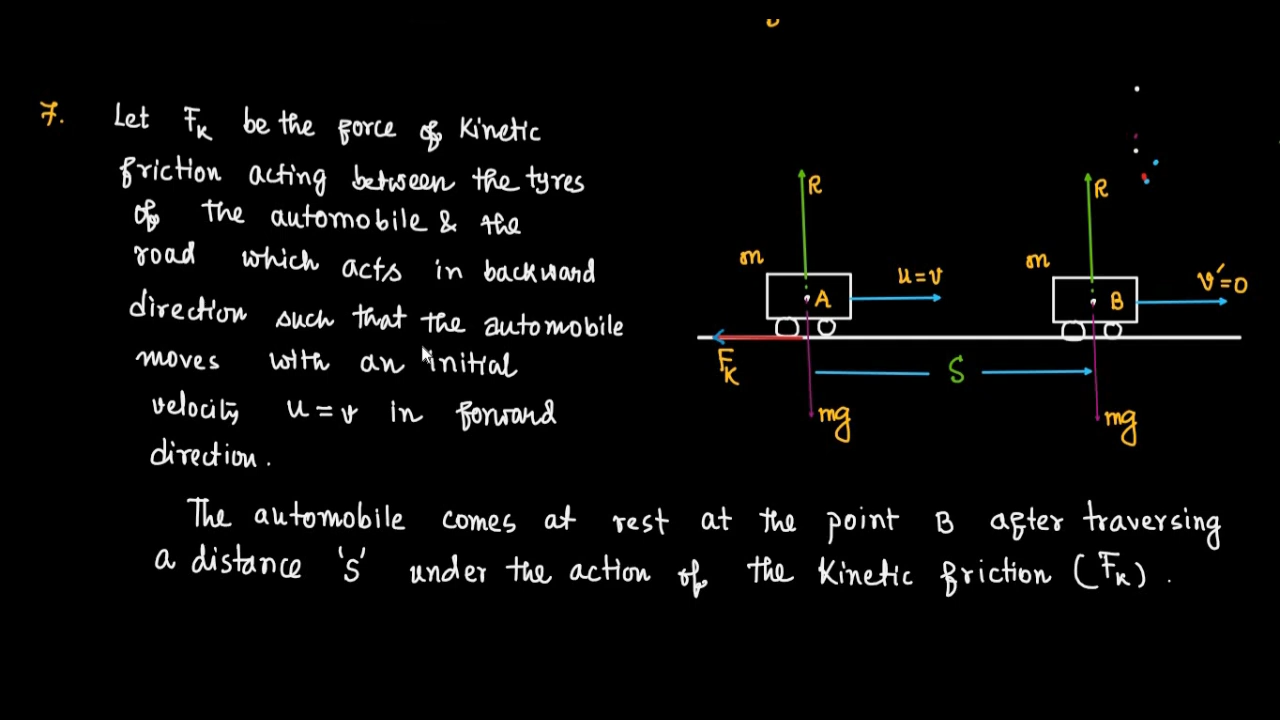 7. Let Fₖ be the force of Kinetic
friction acting between the tyres
of the automobile & the
road which acts in backward
direction such that the automobile
moves with an initial
velocity u = v in forward
direction.
The automobile comes at rest at the point B after traversing
a distance 's' under the action of the Kinetic friction (Fₖ).
R
R
m
m
u=v
v'=0
A
B
Fₖ
S
mg
mg